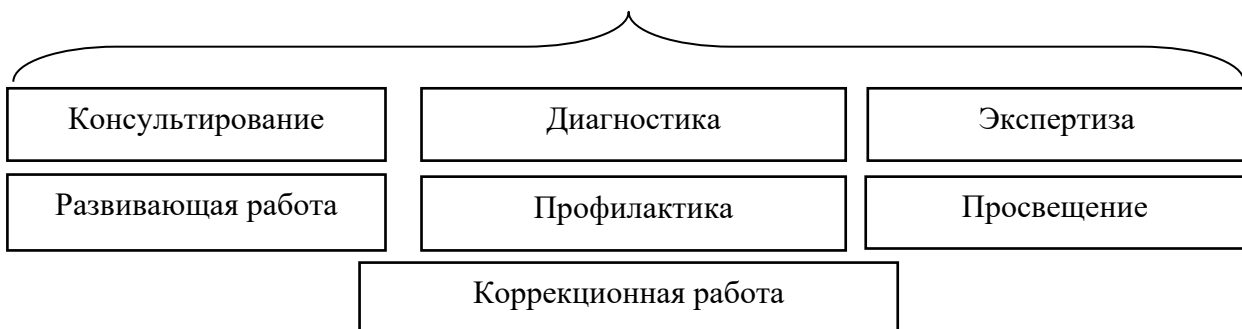 Консультирование
Диагностика
Экспертиза
Развивающая работа
Профилактика
Просвещение
Коррекционная работа